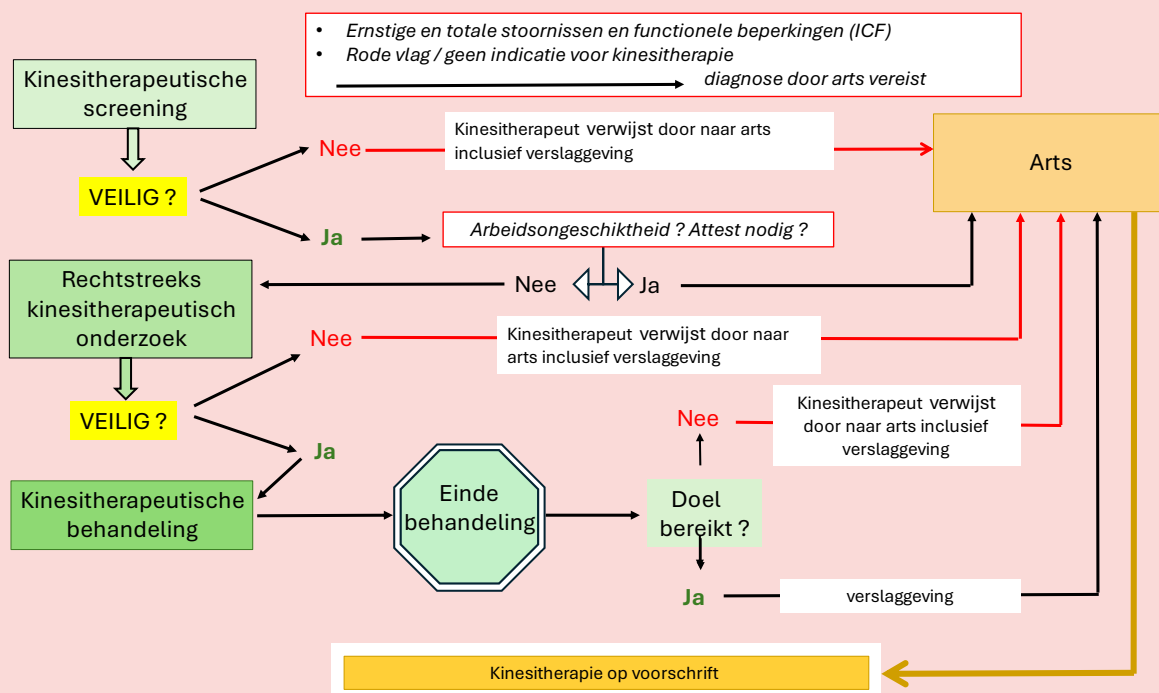 • Ernstige en totale stoornissen en functionele beperkingen (ICF)
• Rode vlag / geen indicatie voor kinesitherapie
diagnose door arts vereist
Kinesitherapeutische
screening
Nee
Kinesitherapeut verwijst door naar arts
inclusief verslaggeving
Arts
VEILIG ?
Ja
Arbeidsongeschiktheid ? Attest nodig ?
Nee
Ja
Rechtstreeks
kinesitherapeutisch
onderzoek
Nee
Kinesitherapeut verwijst door naar
arts inclusief verslaggeving
VEILIG ?
Ja
Nee
Kinesitherapeut verwijst
door naar arts inclusief
verslaggeving
Kinesitherapeutische
behandeling
Einde
behandeling
Doel
bereikt ?
Ja
verslaggeving
Kinesitherapie op voorschrift